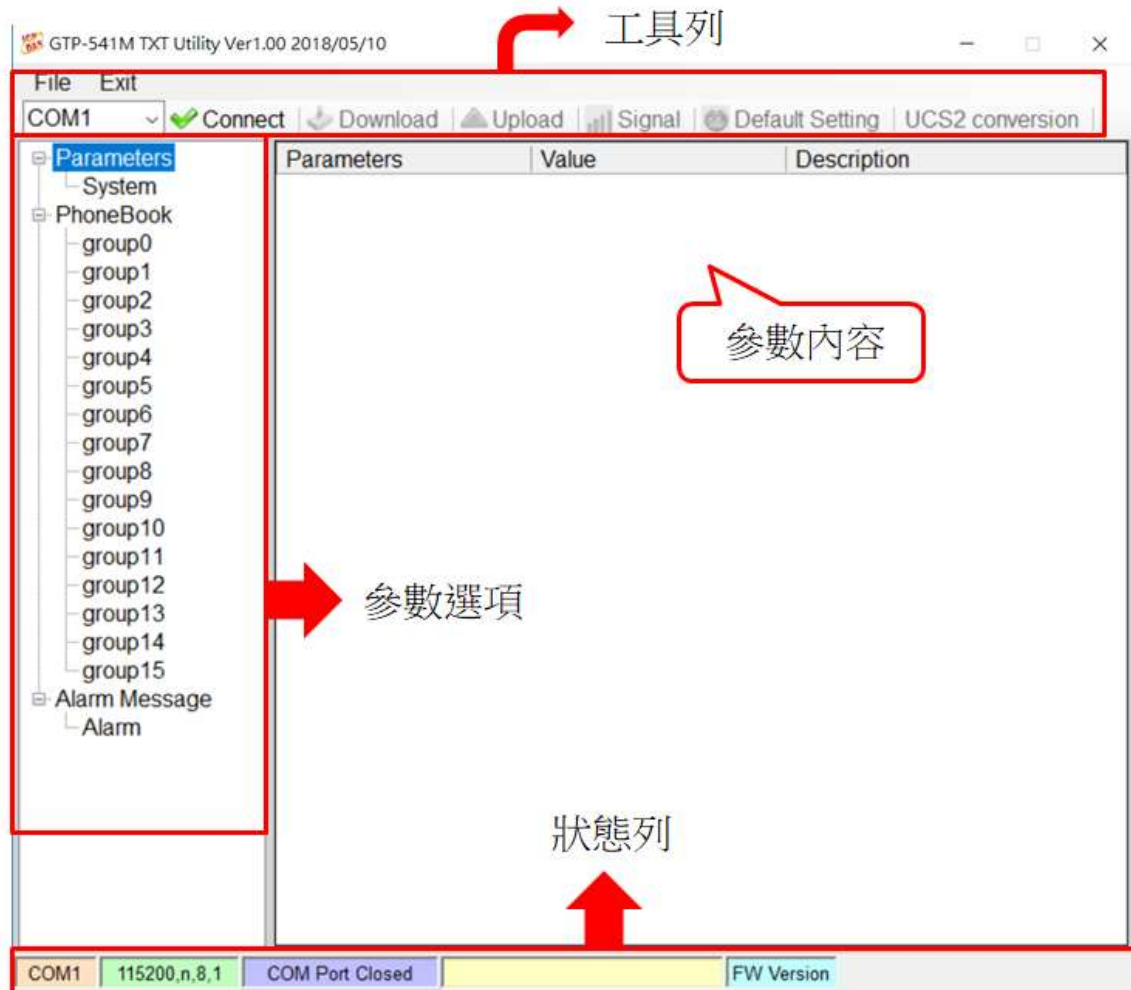 工具列
GTP-541M TXT Utility Ver1.00 2018/05/10
File Exit
COM1 Connect Download Upload Signal Default Setting UCS2 conversion
Parameters
System
PhoneBook
group0
group1
group2
group3
group4
group5
group6
group7
group8
group9
group10
group11
group12
group13
group14
group15
Alarm Message
Alarm
Parameters Value Description
參數內容
參數選項
狀態列
COM1 115200,n,8,1 COM Port Closed FW Version